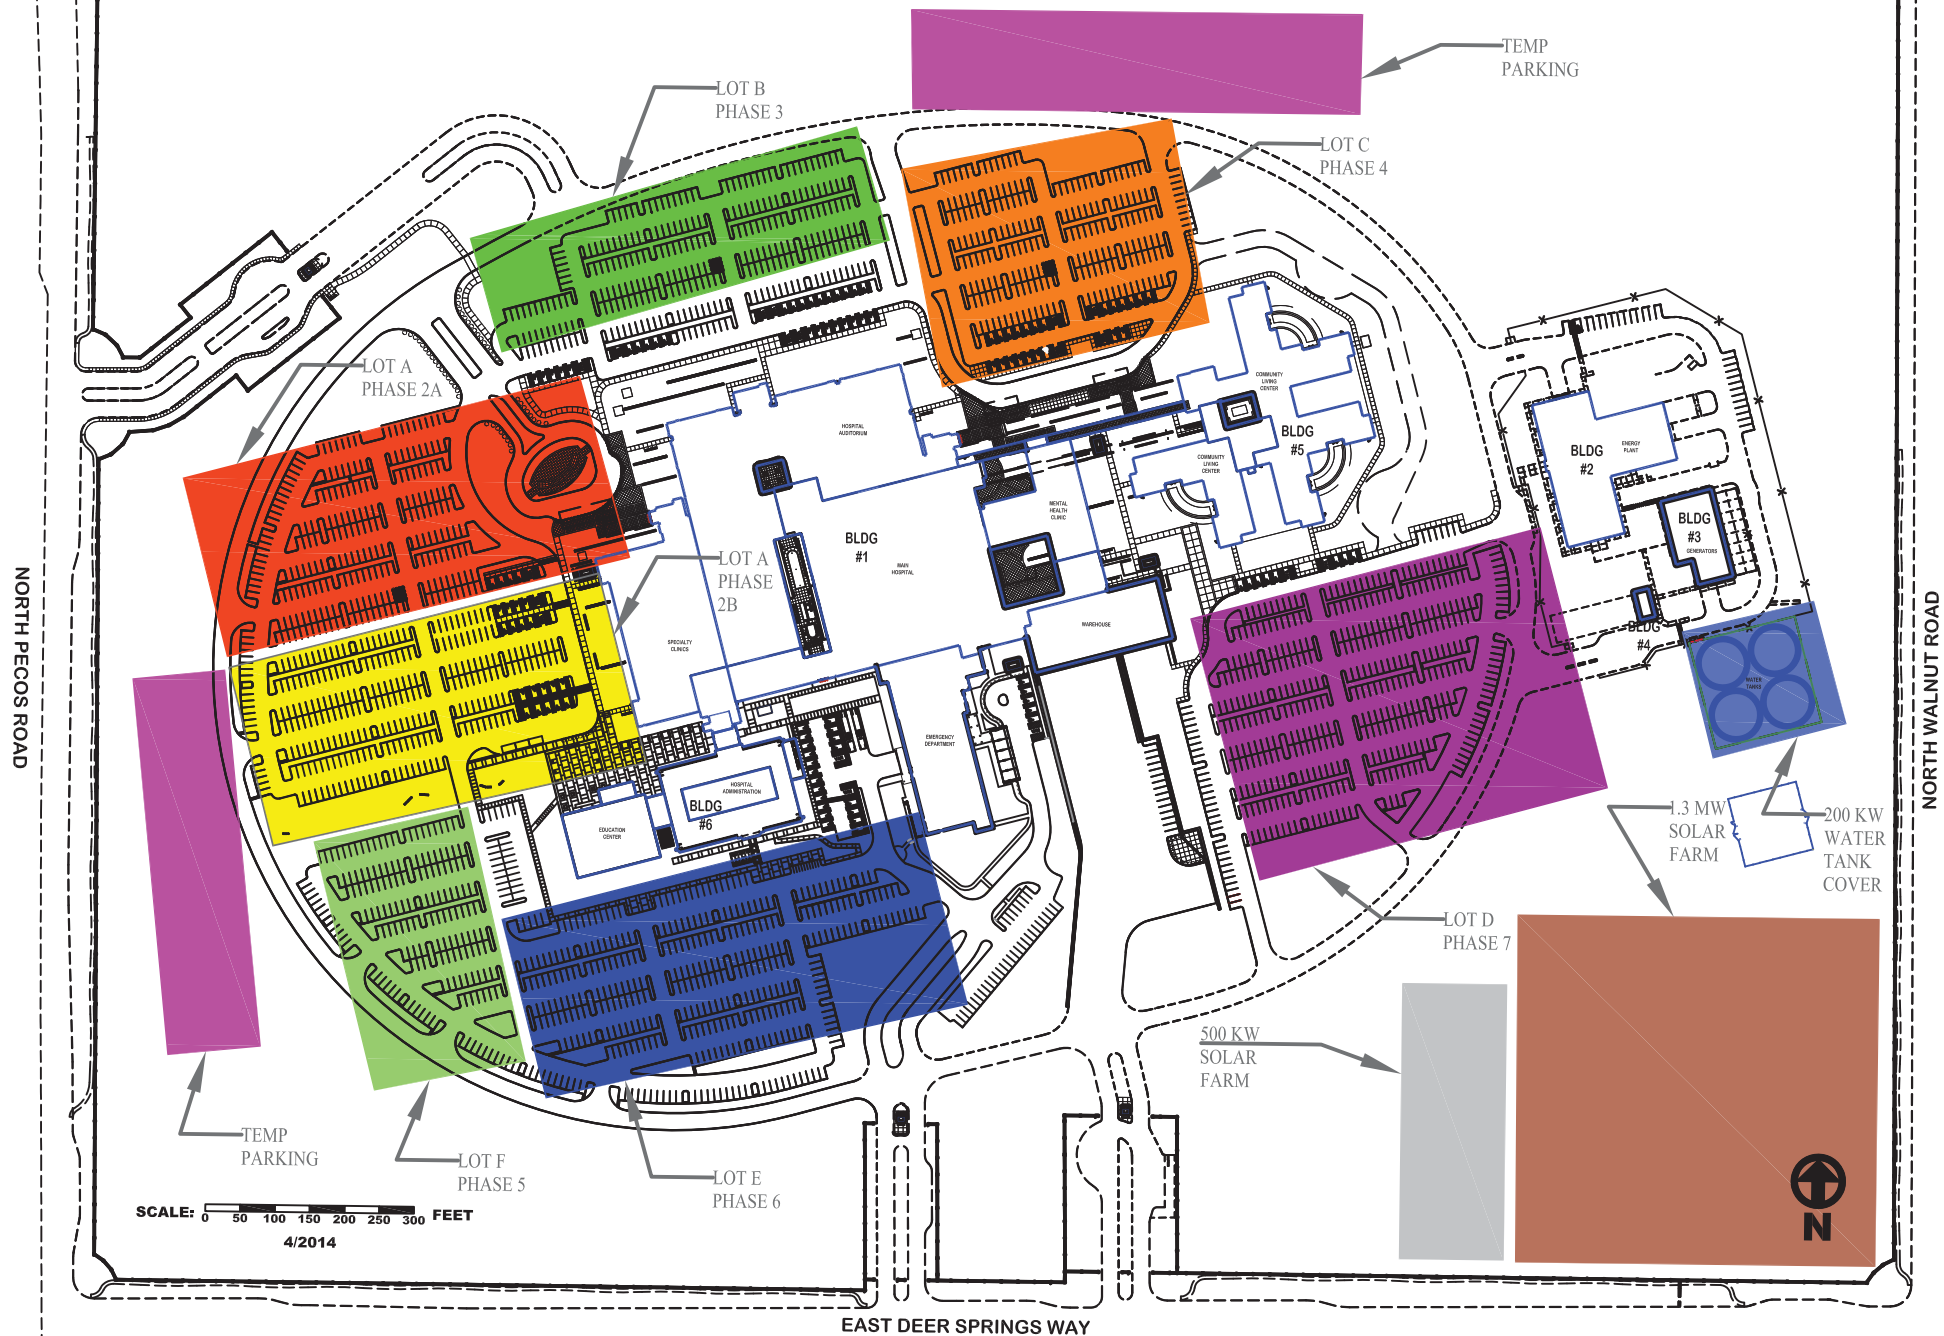 TEMP
PARKING
LOT B
PHASE 3
LOT C
PHASE 4
LOT A
PHASE 2A
COMMUNITY
LIVING
CENTER
HOSPITAL
AUDITORIUM
BLDG
#5
COMMUNITY
LIVING
CENTER
BLDG
#2
ENERGY
PLANT
MENTAL
HEALTH
CLINIC
BLDG
#3
GENERATORS
BLDG
#1
MAIN
HOSPITAL
LOT A
PHASE
2B
WAREHOUSE
BLDG
#4
SPECIALTY
CLINICS
WATER
TANKS
NORTH PECOS ROAD
NORTH WALNUT ROAD
EMERGENCY
DEPARTMENT
HOSPITAL
ADMINISTRATION
BLDG
#6
EDUCATION
CENTER
1.3 MW
SOLAR
FARM
200 KW
WATER
TANK
COVER
LOT D
PHASE 7
500 KW
SOLAR
FARM
TEMP
PARKING
LOT F
PHASE 5
LOT E
PHASE 6
SCALE: 0 50 100 150 200 250 300 FEET
4/2014
N
EAST DEER SPRINGS WAY